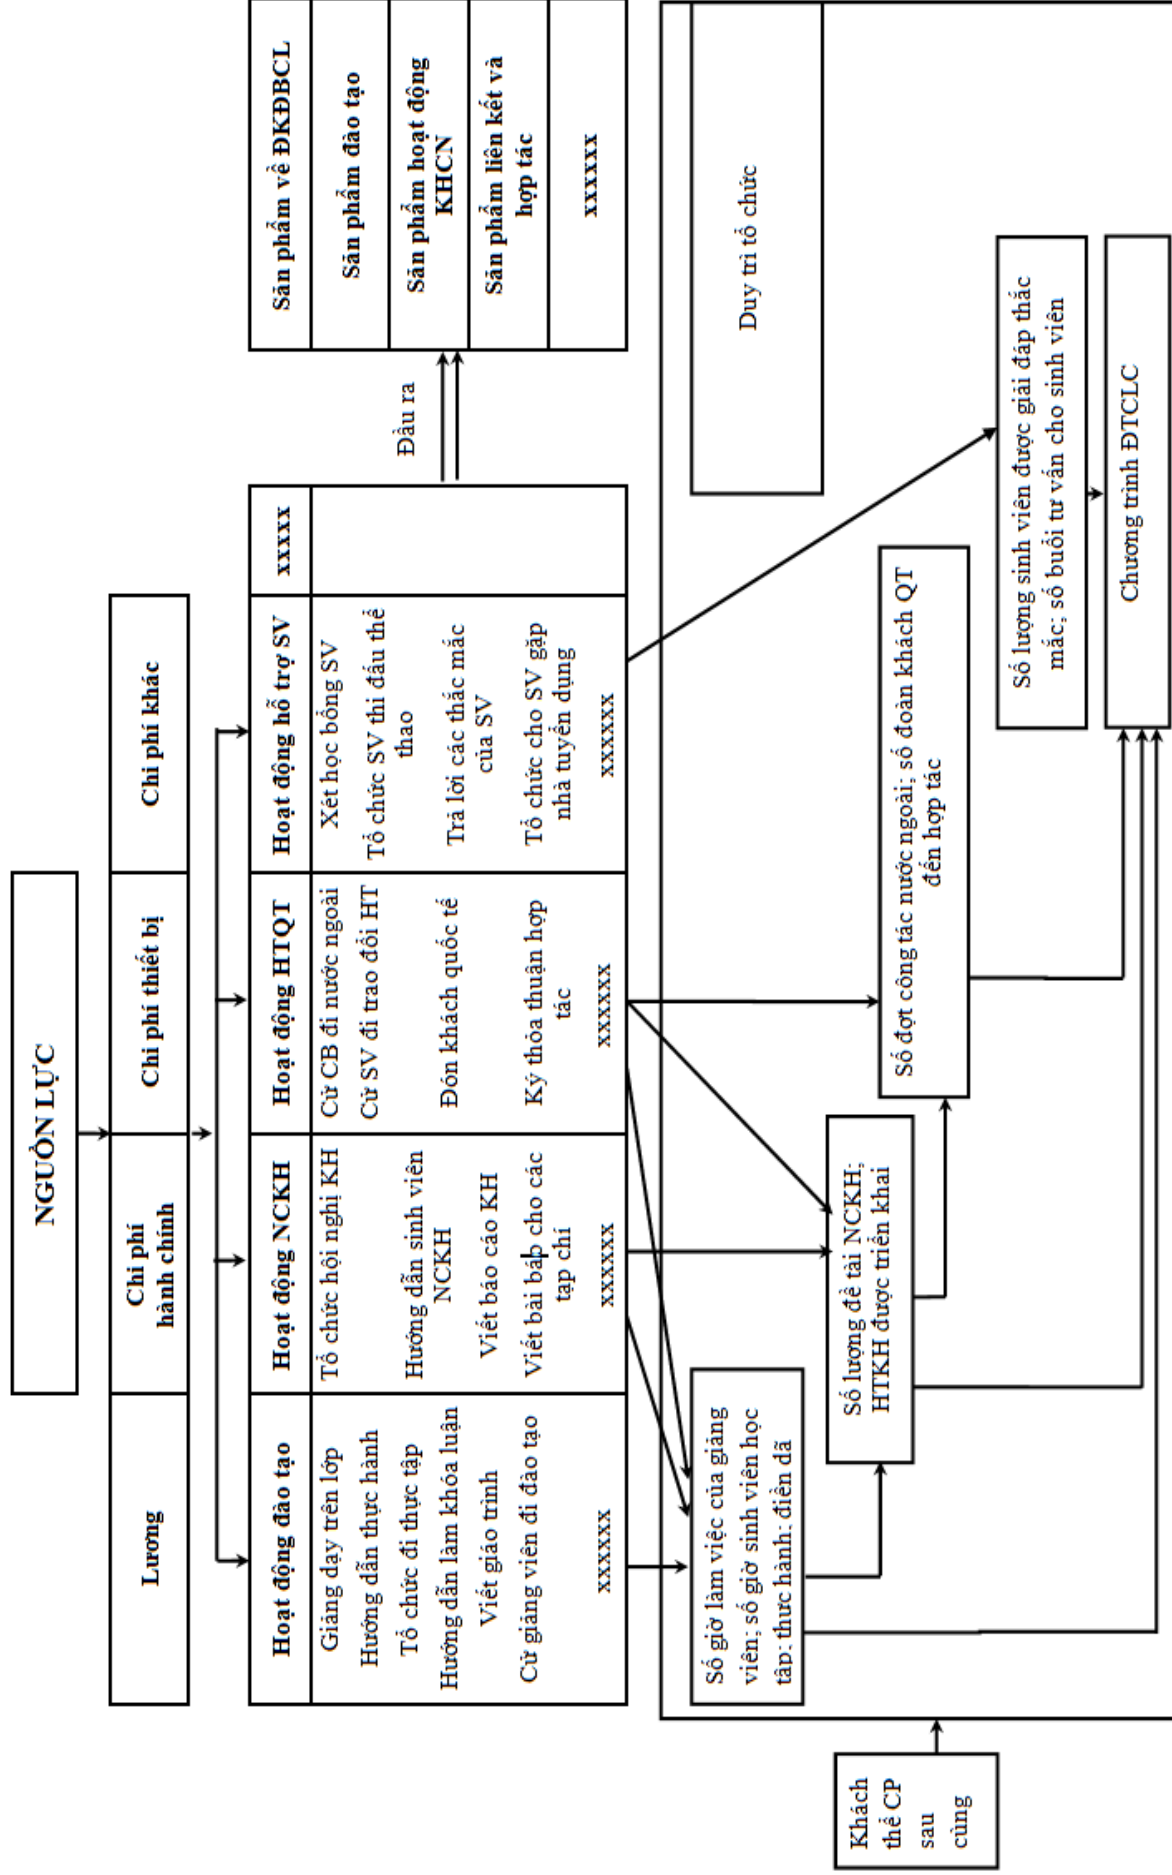 NGUỒN LỰC
Lương
Chi phí
hành chính
Chi phí thiết bị
Chi phí khác
Hoạt động đào tạo
Giảng dạy trên lớp
Hướng dẫn thực hành
Tổ chức đi thực tập
Hướng dẫn làm khóa luận
Viết giáo trình
Cử giảng viên đi đào tạo
xxxxxx
Hoạt động NCKH
Tổ chức hội nghị KH
Hướng dẫn sinh viên
NCKH
Viết báo cáo KH
Viết bài báo cho các
tạp chí
xxxxxx
Hoạt động HTQT
Cử CB đi nước ngoài
Cử SV đi trao đổi HT
Đón khách quốc tế
Ký thỏa thuận hợp
tác
xxxxxx
Hoạt động hỗ trợ SV
Xét học bổng SV
Tổ chức SV thi đấu thể
thao
Trả lời các thắc mắc
của SV
Tổ chức cho SV gặp
nhà tuyển dụng
xxxxxx
xxxxx
Đầu ra
Sản phẩm về ĐKĐBCL
Sản phẩm đào tạo
Sản phẩm hoạt động
KHCN
Sản phẩm liên kết và
hợp tác
xxxxxx
Khách
thể CP
sau
cùng
Số giờ làm việc của giảng
viên; số giờ sinh viên học
tập; thực hành; điền dã
Số lượng đề tài NCKH;
HTKH được triển khai
Số đợt công tác nước ngoài; số đoàn khách QT
đến hợp tác
Duy trì tổ chức
Số lượng sinh viên được giải đáp thắc
mắc; số buổi tư vấn cho sinh viên
Chương trình ĐTCLC